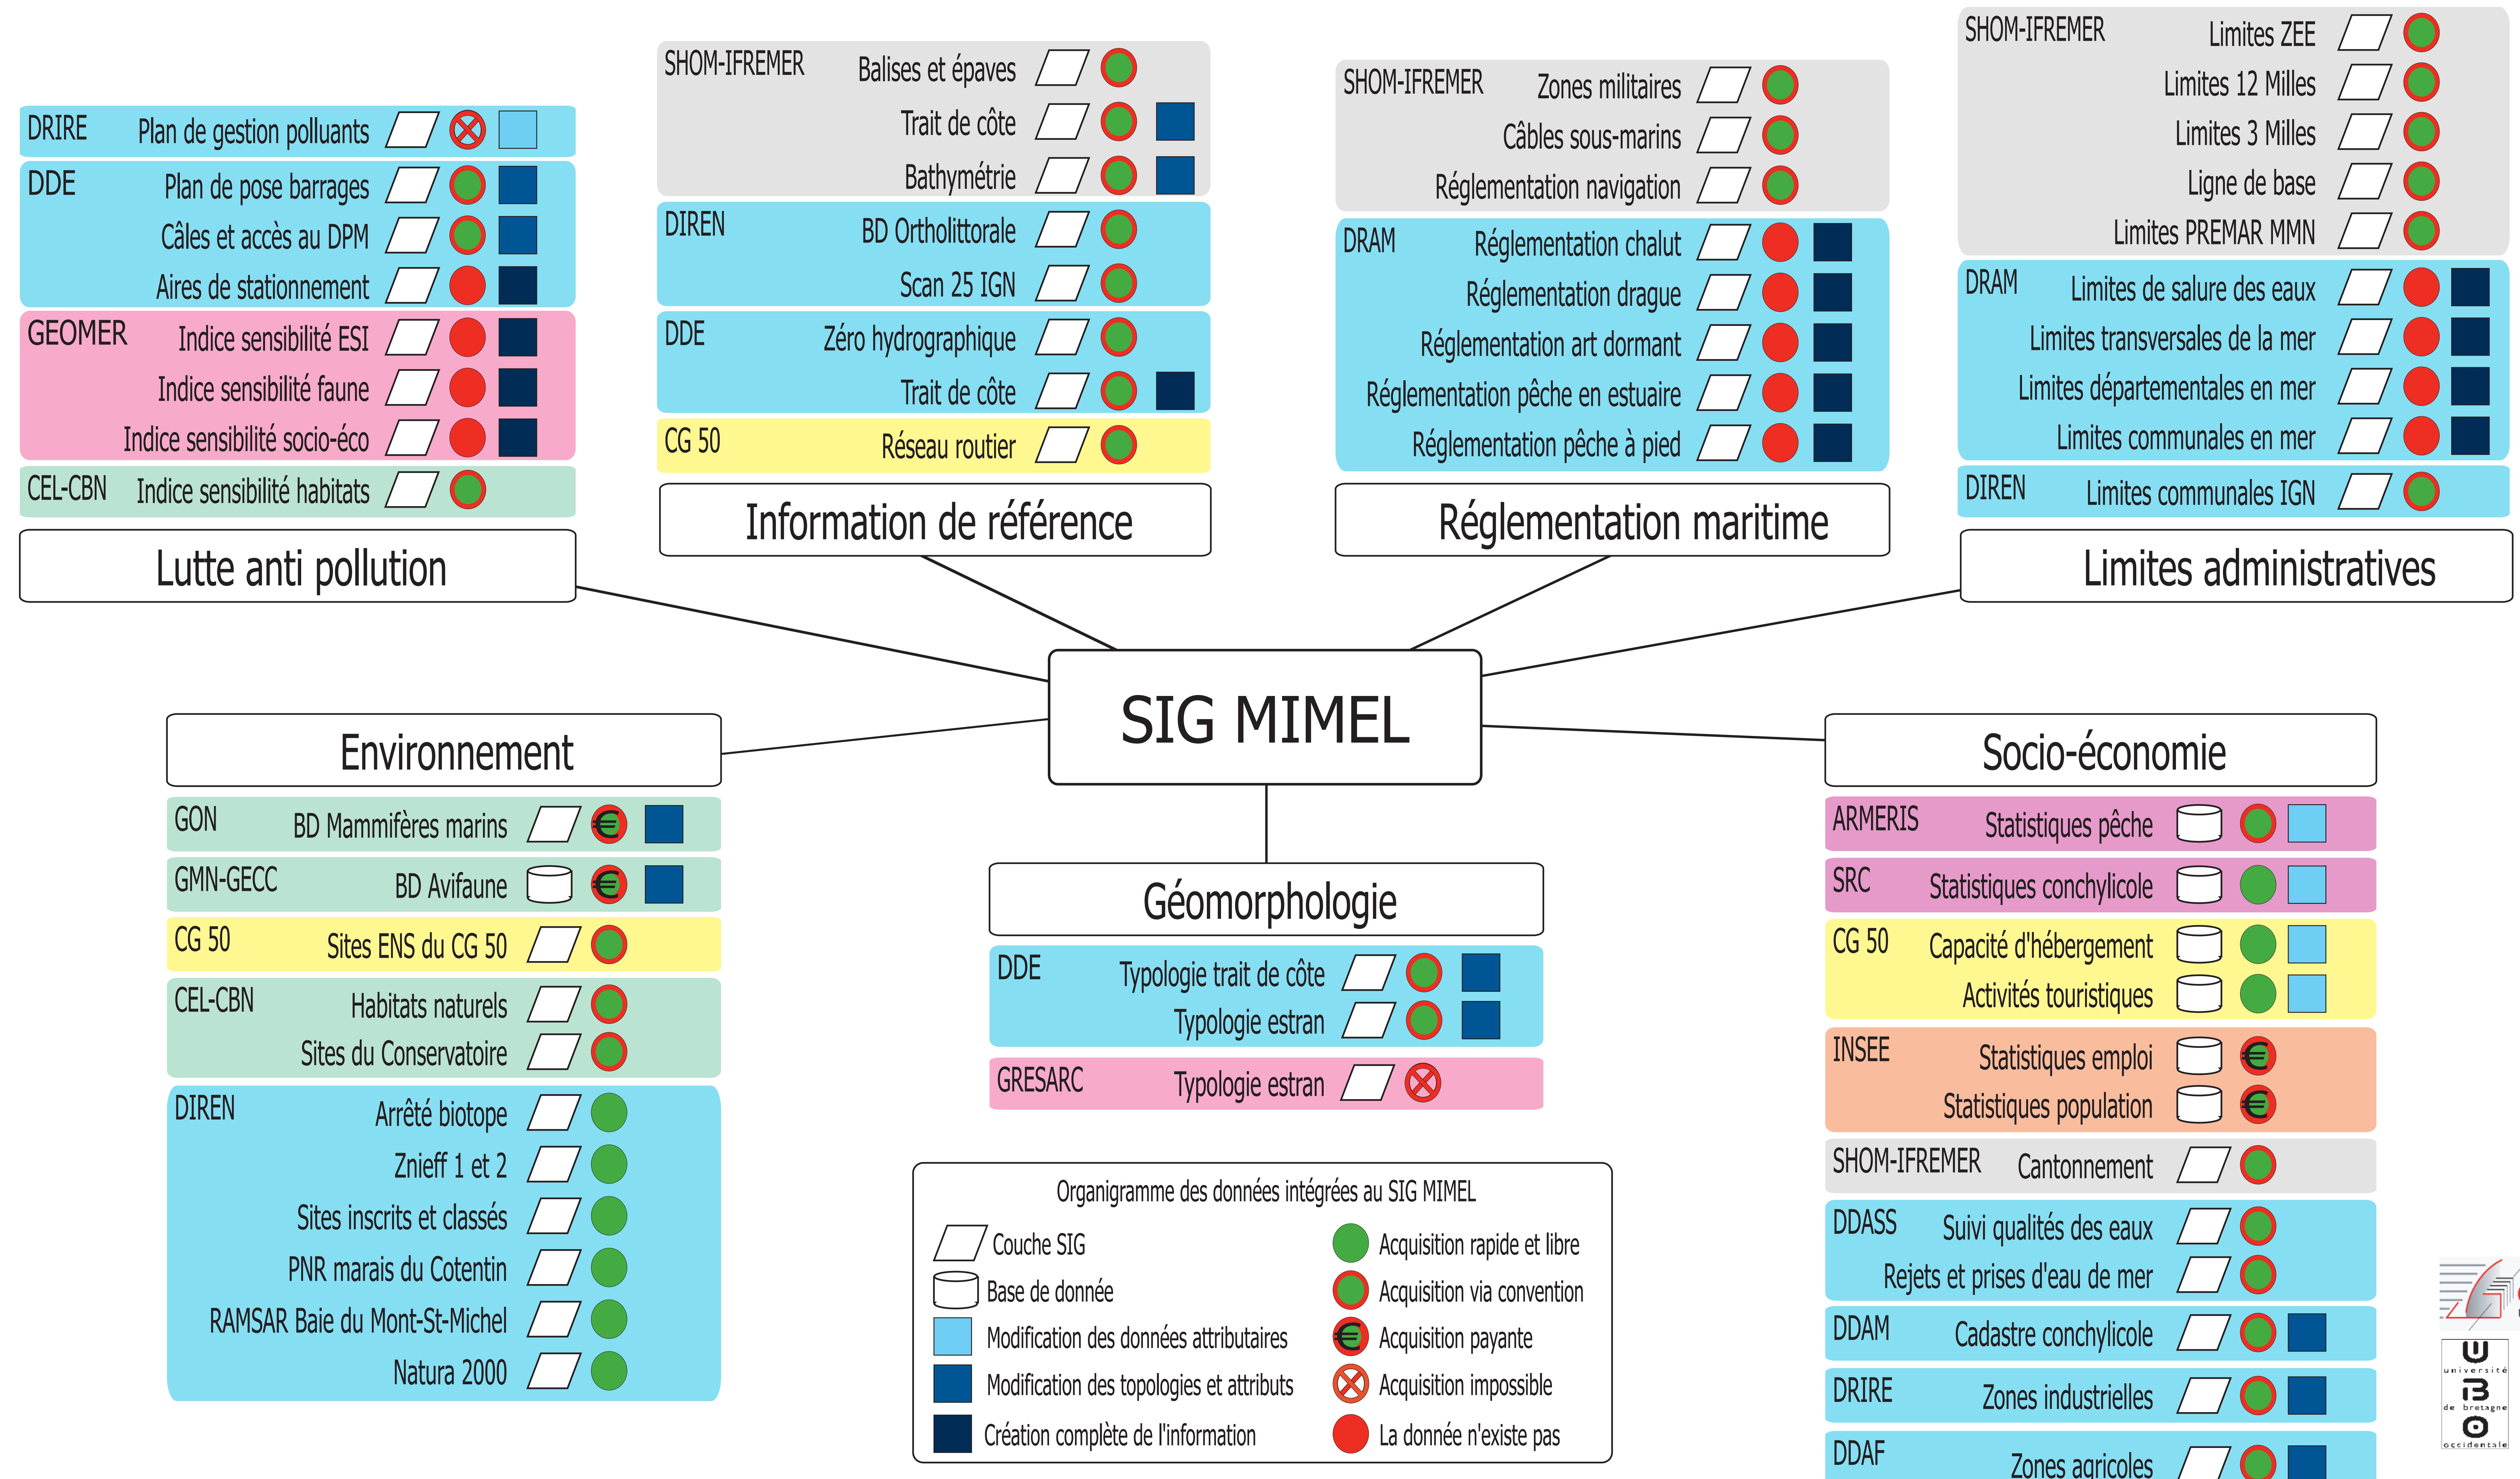 DRIRE
Plan de gestion polluants
DDE
Plan de pose barrages
Câles et accès au DPM
Aires de stationnement
GEOMER
Indice sensibilité ESI
Indice sensibilité faune
Indice sensibilité socio-éco
CEL-CBN
Indice sensibilité habitats
Lutte anti pollution
SHOM-IFREMER
Balises et épaves
Trait de côte
Bathymétrie
DIREN
BD Ortholittorale
Scan 25 IGN
DDE
Zéro hydrographique
Trait de côte
CG 50
Réseau routier
Information de référence
SHOM-IFREMER
Zones militaires
Câbles sous-marins
Réglementation navigation
DRAM
Réglementation chalut
Réglementation drague
Réglementation art dormant
Réglementation pêche en estuaire
Réglementation pêche à pied
Réglementation maritime
SHOM-IFREMER
Limites ZEE
Limites 12 Milles
Limites 3 Milles
Ligne de base
Limites PREMAR MMN
DRAM
Limites de salure des eaux
Limites transversales de la mer
Limites départementales en mer
Limites communales en mer
DIREN
Limites communales IGN
Limites administratives
SIG MIMEL
Environnement
GON
BD Mammifères marins
€
GMN-GECC
BD Avifaune
€
CG 50
Sites ENS du CG 50
CEL-CBN
Habitats naturels
Sites du Conservatoire
DIREN
Arrêté biotope
Znieff 1 et 2
Sites inscrits et classés
PNR marais du Cotentin
RAMSAR Baie du Mont-St-Michel
Natura 2000
Géomorphologie
DDE
Typologie trait de côte
Typologie estran
GRESARC
Typologie estran
Organigramme des données intégrées au SIG MIMEL
Couche SIG
Base de donnée
Modification des données attributaires
Modification des topologies et attributs
Création complète de l'information
Acquisition rapide et libre
Acquisition via convention
€
Acquisition payante
Acquisition impossible
La donnée n'existe pas
Socio-économie
ARMERIS
Statistiques pêche
SRC
Statistiques conchylicole
CG 50
Capacité d'hébergement
Activités touristiques
INSEE
Statistiques emploi
€
Statistiques population
€
SHOM-IFREMER
Cantonnement
DDASS
Suivi qualités des eaux
Rejets et prises d'eau de mer
DDAM
Cadastre conchylicole
DRIRE
Zones industrielles
DDAF
Zones agricoles
U
université
B
de bretagne
O
occidentale